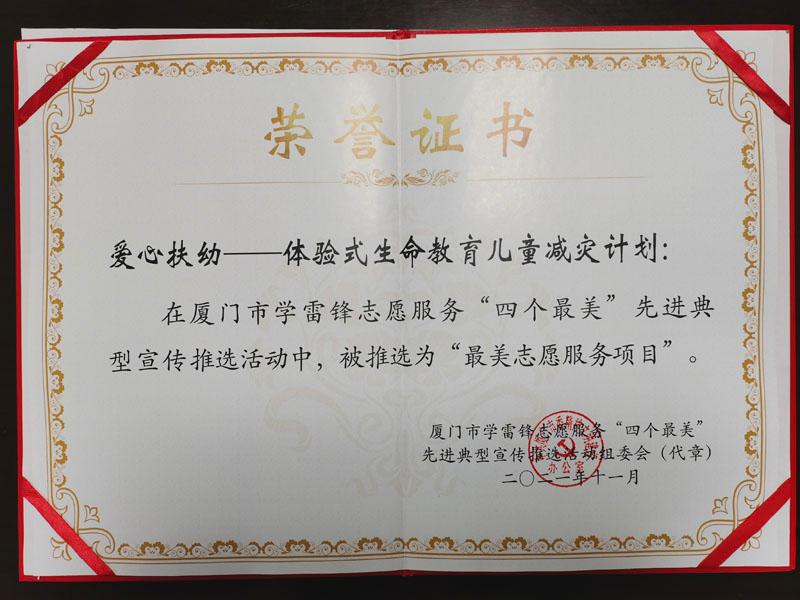 荣誉证书
爱心扶幼——体验式生命教育儿童减灾计划：
在厦门市学雷锋志愿服务“四个最美”先进典
型宣传推选活动中，被推选为“最美志愿服务项目”。
厦门市学雷锋志愿服务“四个最美”
先进典型宣传推选活动组委会（代章）
二〇二一年十一月
办公室